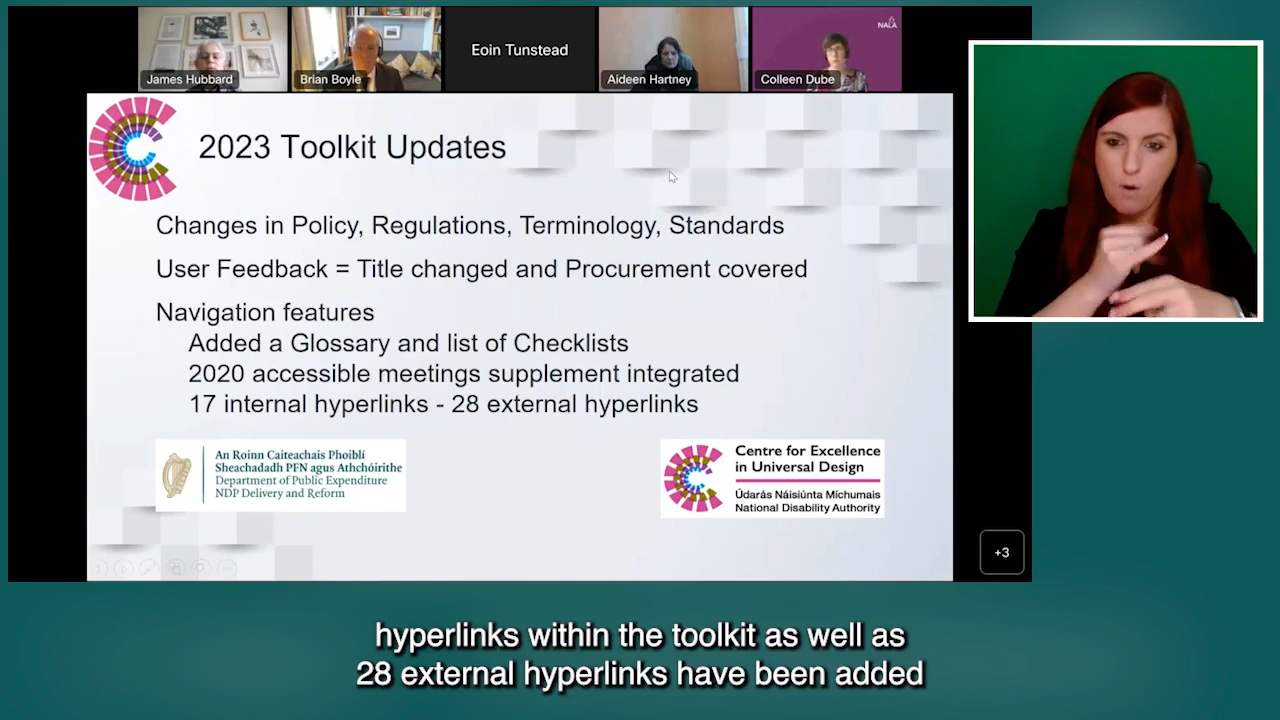 NALA
Eoin Tunstead
James Hubbard
Brian Boyle
Aideen Hartney
Colleen Dube
2023 Toolkit Updates
Changes in Policy, Regulations, Terminology, Standards
User Feedback = Title changed and Procurement covered
Navigation features
Added a Glossary and list of Checklists
2020 accessible meetings supplement integrated
17 internal hyperlinks - 28 external hyperlinks
An Roinn Caiteachais Phoiblí
Sheachadadh PFN agus Athchóirithe
Department of Public Expenditure
NDP Delivery and Reform
Centre for Excellence
in Universal Design
Údarás Náisiúnta Míchumais
National Disability Authority
+3
hyperlinks within the toolkit as well as
28 external hyperlinks have been added